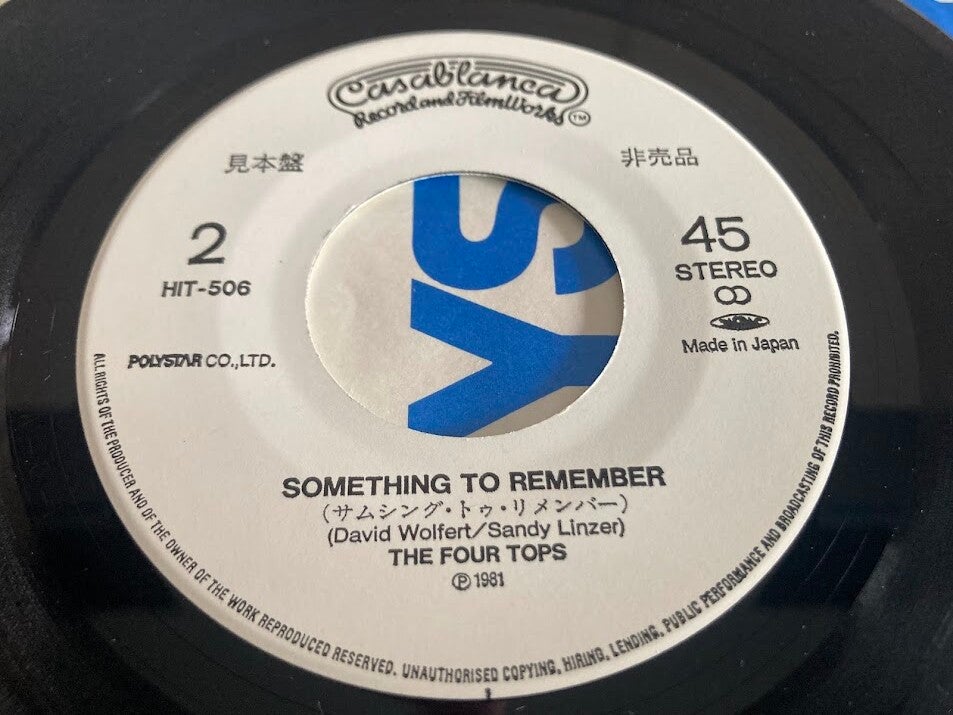 Casablanca
Record and FilmWorks ™
見本盤
非売品
2
45
HIT-506
STEREO
POLYSTAR CO.,LTD.
Made in Japan
YS
SOMETHING TO REMEMBER
(サムシング・トゥ・リメンバー)
(David Wolfert/Sandy Linzer)
THE FOUR TOPS
Ⓟ 1981
ALL RIGHTS OF THE PRODUCER AND OF THE OWNER OF THE WORK REPRODUCED RESERVED. UNAUTHORISED COPYING, HIRING, LENDING, PUBLIC PERFORMANCE AND BROADCASTING OF THIS RECORD PROHIBITED.